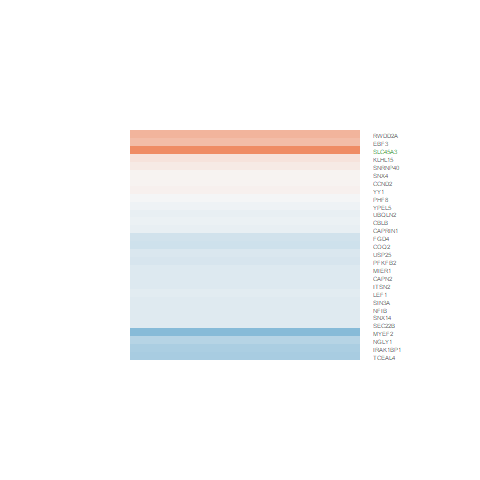 RWDD2A
EBF3
SLC45A3
KLHL15
SNRNP40
SNX4
CCND2
YY1
PHF8
YPEL5
UBQLN2
CBLB
CAPRIN1
FGD4
COQ2
USP25
PFKFB2
MIER1
CAPN2
ITSN2
LEF1
SIN3A
NFIB
SNX14
SEC22B
MYEF2
NGLY1
IRAK1BP1
TCEAL4